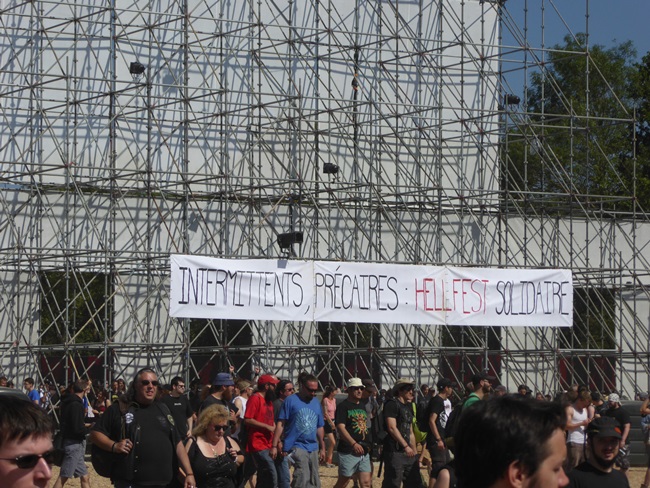 INTERMITTENTS, PRÉCAIRES : HELLFEST SOLIDAIRE